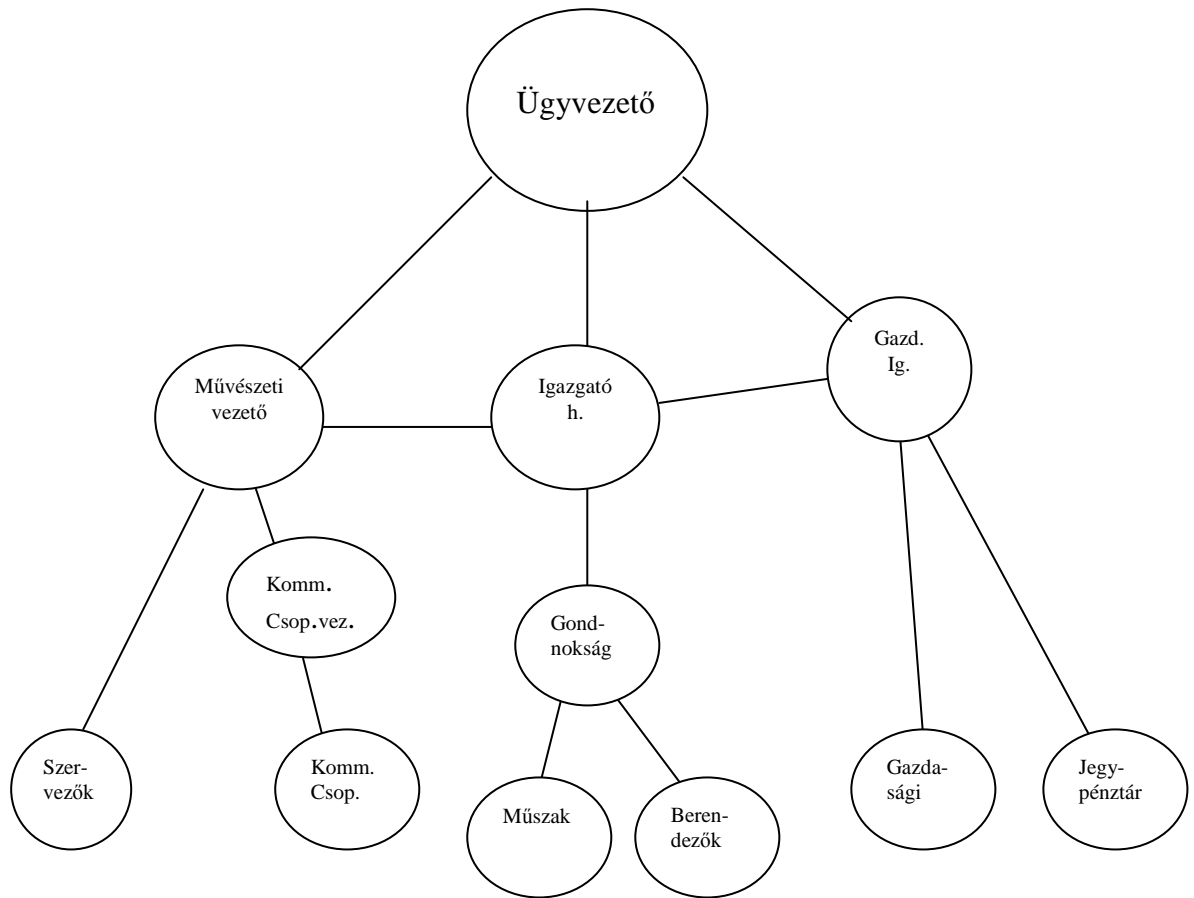 Ügyvezető
Művészeti
vezető
Igazgató
h.
Gazd.
Ig.
Komm.
Csop.vez.
Gond-
nokság
Szer-
vezők
Komm.
Csop.
Műszak
Beren-
dezők
Gazda-
sági
Jegy-
pénztár